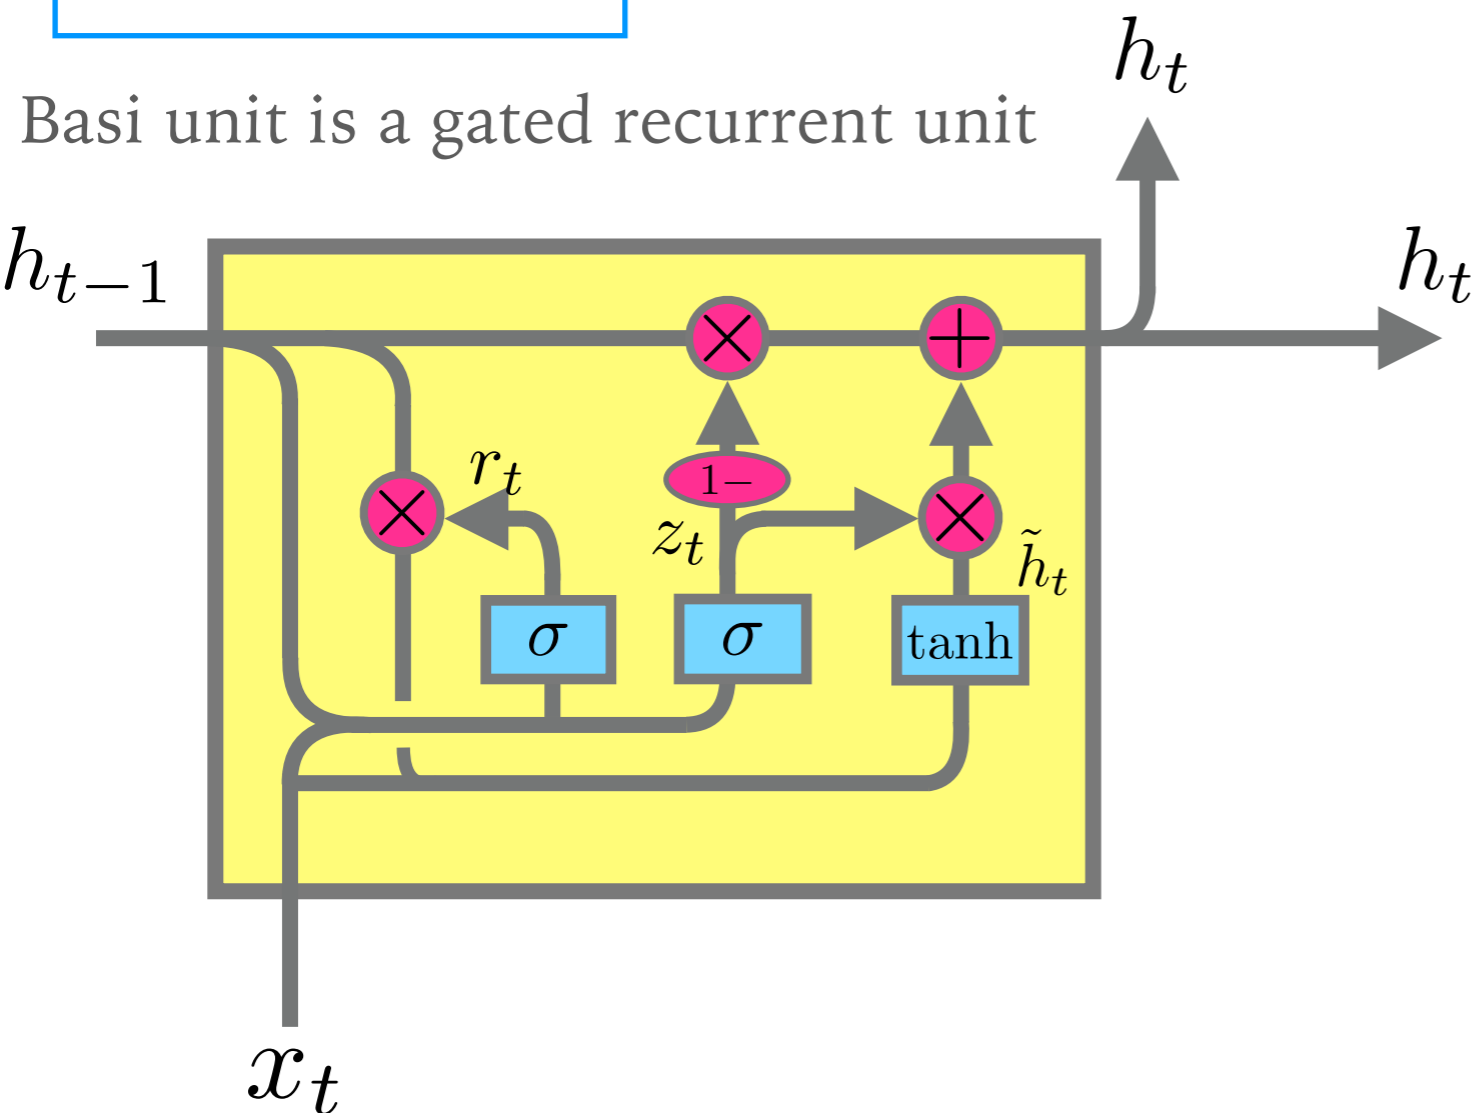 h_t
Basi unit is a gated recurrent unit
h_{t-1}
h_t
×
+
r_t
1−
×
×
z_t
h̃_t
σ
σ
tanh
x_t